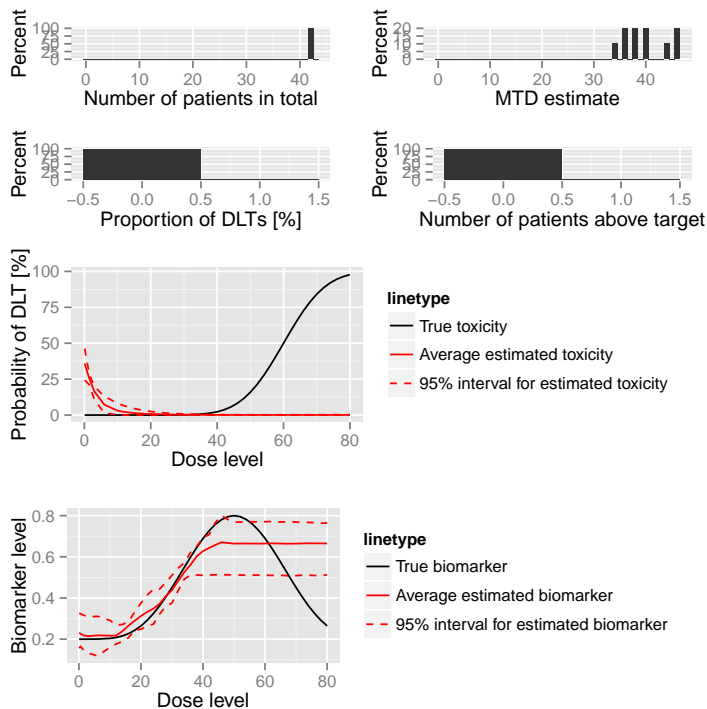 Percent
100
75
50
25
0
0 10 20 30 40
Number of patients in total
Percent
20
15
10
5
0
0 10 20 30 40
MTD estimate
Percent
100
75
50
25
0
−0.5 0.0 0.5 1.0 1.5
Proportion of DLTs [%]
Percent
100
75
50
25
0
−0.5 0.0 0.5 1.0 1.5
Number of patients above target
Probability of DLT [%]
100
75
50
25
0
0 20 40 60 80
Dose level
linetype
True toxicity
Average estimated toxicity
95% interval for estimated toxicity
Biomarker level
0.8
0.6
0.4
0.2
0 20 40 60 80
Dose level
linetype
True biomarker
Average estimated biomarker
95% interval for estimated biomarker